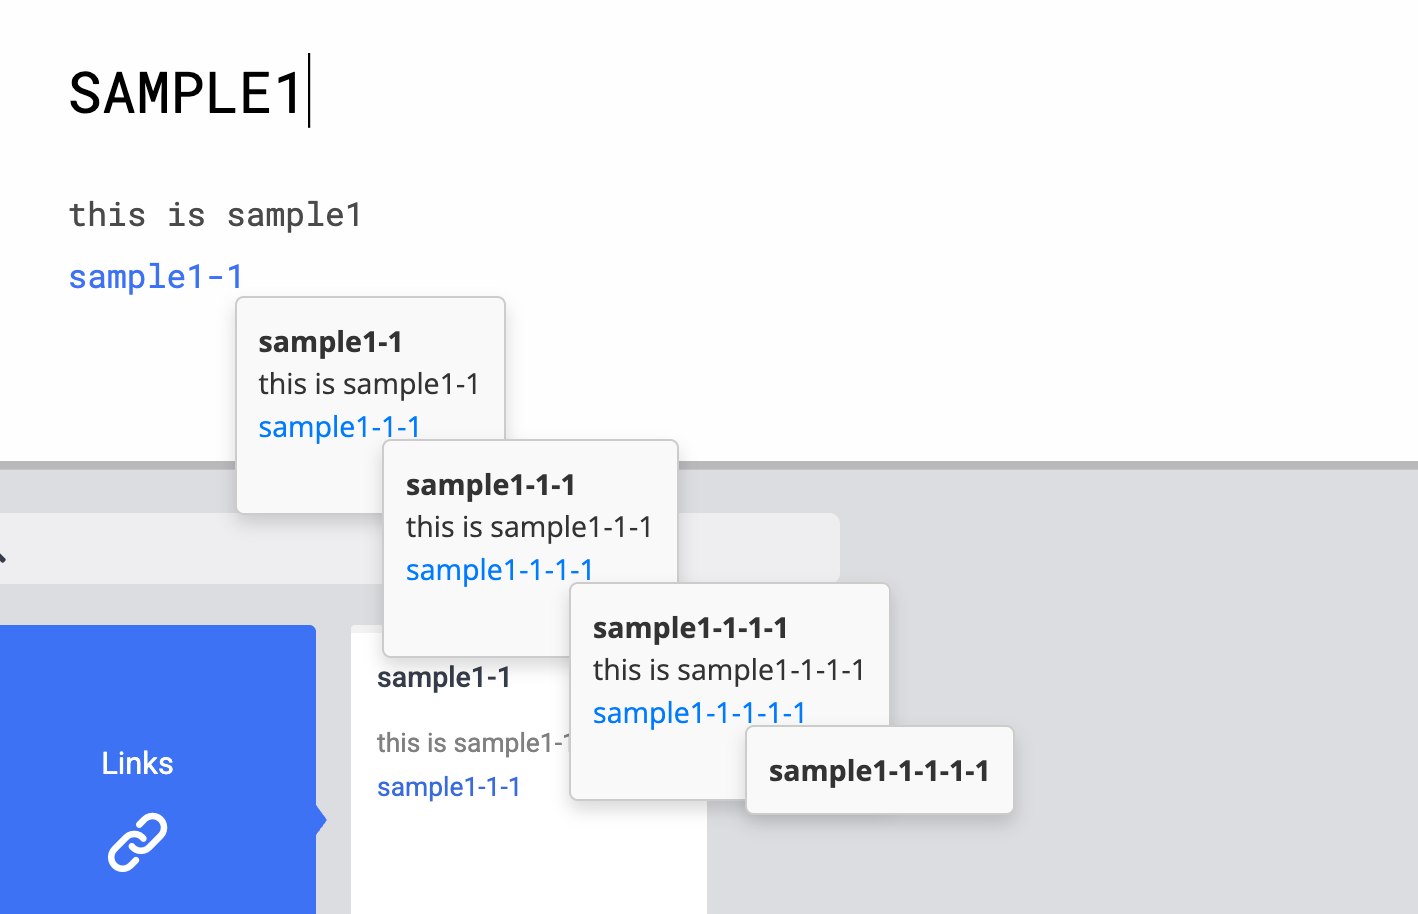 SAMPLE1
this is sample1
sample1-1
sample1-1
this is sample1-1
sample1-1-1
sample1-1-1
this is sample1-1-1
sample1-1-1-1
sample1-1-1-1
this is sample1-1-1-1
sample1-1-1-1-1
sample1-1-1-1-1
Links
sample1-1
this is sample1-1
sample1-1-1